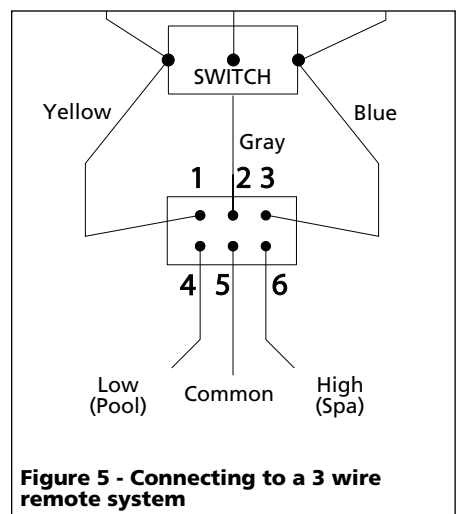 SWITCH
Yellow
Blue
Gray
1 2 3
4 5 6
Low
(Pool)
Common
High
(Spa)
Figure 5 - Connecting to a 3 wire
remote system